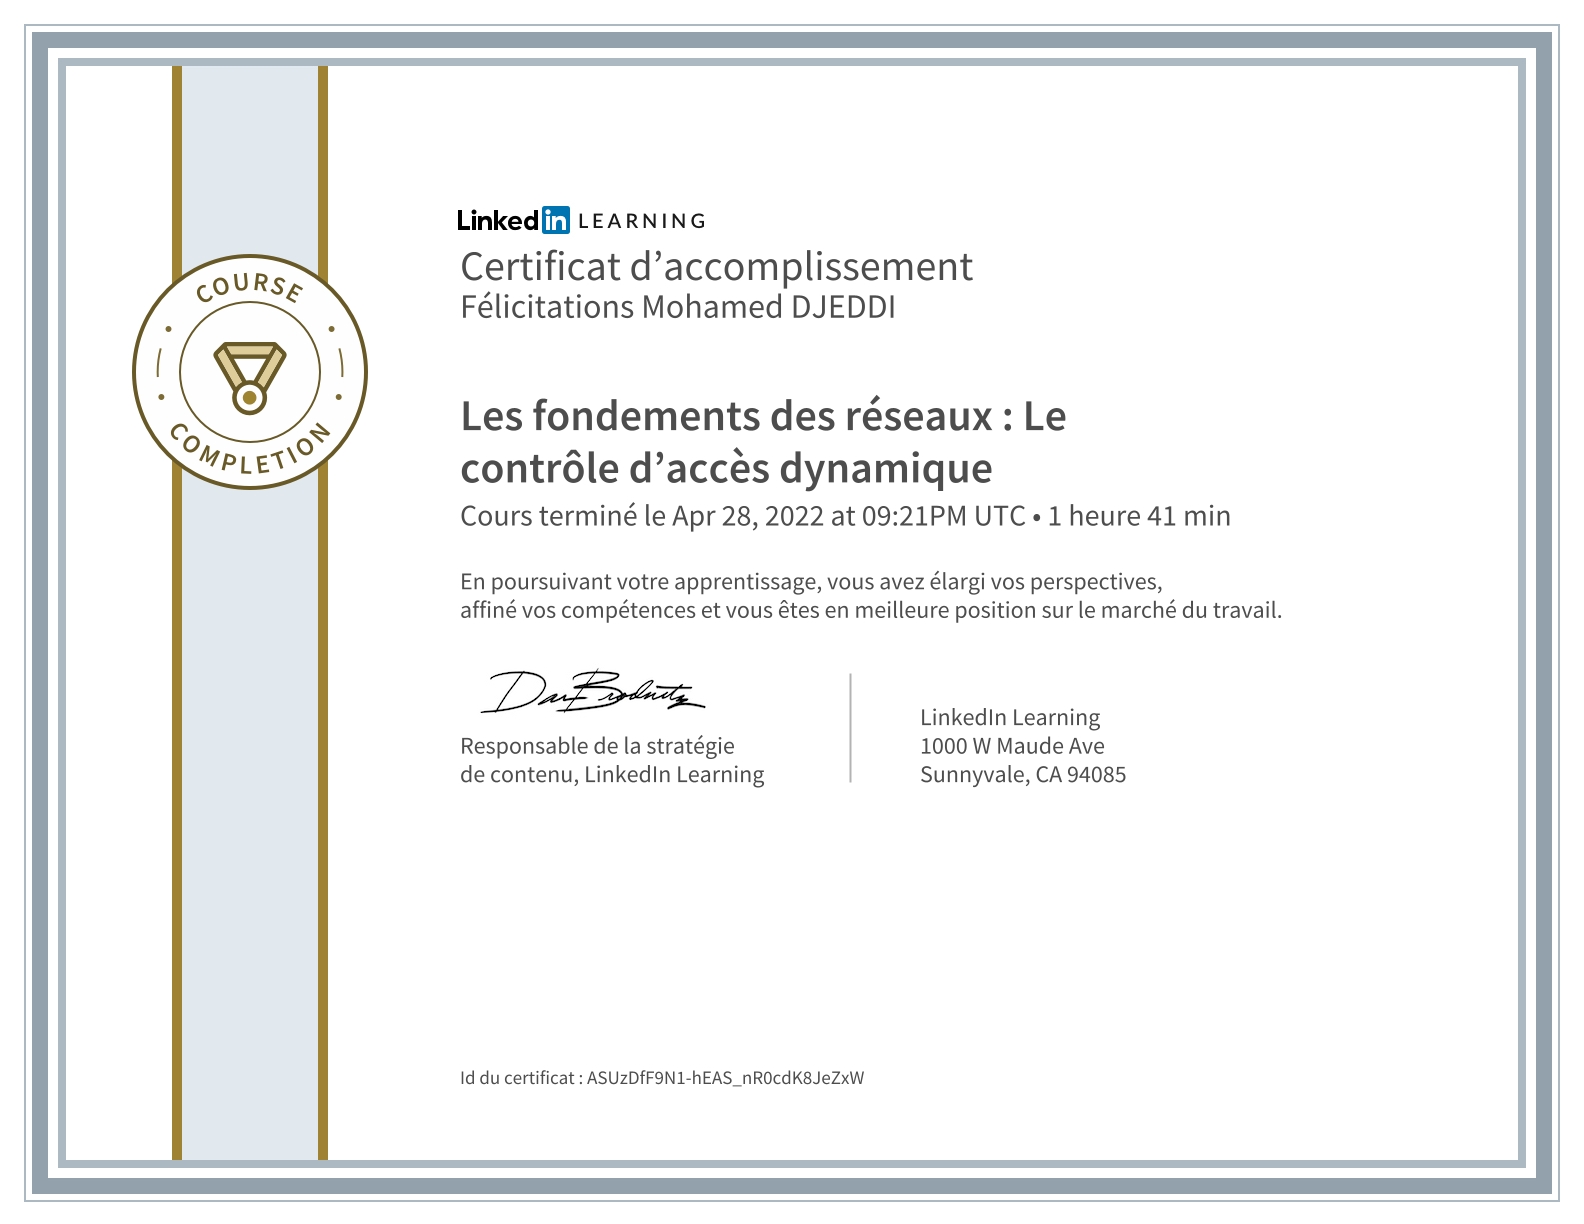 LinkedIn LEARNING
Certificat d’accomplissement
Félicitations Mohamed DJEDDI
COURSE
COMPLETION
Les fondements des réseaux : Le
contrôle d’accès dynamique
Cours terminé le Apr 28, 2022 at 09:21PM UTC • 1 heure 41 min
En poursuivant votre apprentissage, vous avez élargi vos perspectives,
affiné vos compétences et vous êtes en meilleure position sur le marché du travail.
Dan Brodnitz
Responsable de la stratégie
de contenu, LinkedIn Learning
LinkedIn Learning
1000 W Maude Ave
Sunnyvale, CA 94085
Id du certificat : ASUzDfF9N1-hEAS_nR0cdK8JeZxW